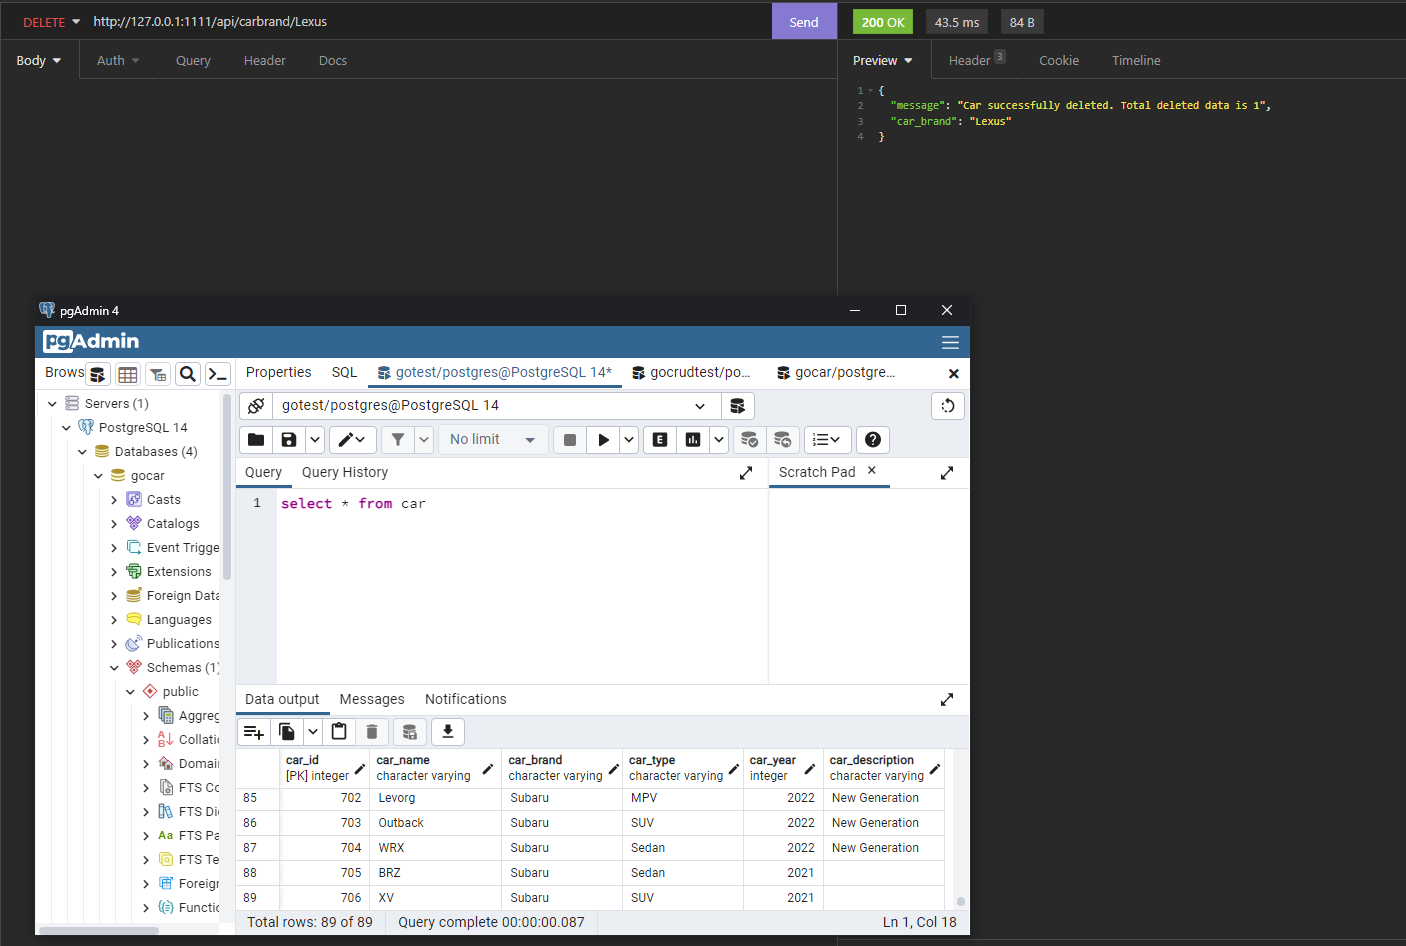 DELETE http://127.0.0.1:1111/api/carbrand/Lexus Send 200 OK 43.5 ms 84 B
Body Auth Query Header Docs Preview Header 3 Cookie Timeline
1 {
2 "message": "Car successfully deleted. Total deleted data is 1",
3 "car_brand": "Lexus"
4 }
pgAdmin 4
pgAdmin
Brows Properties SQL gotest/postgres@PostgreSQL 14* gocrudtest/po... gocar/postgre...
Servers (1)
PostgreSQL 14
Databases (4)
gocar
Casts
Catalogs
Event Trigge
Extensions
Foreign Data
Languages
Publications
Schemas (1)
public
Aggreg
Collatio
Domai
FTS Co
FTS Di
Aa FTS Pa
FTS Te
Foreign
Functio
gotest/postgres@PostgreSQL 14
No limit E
Query Query History Scratch Pad
1 select * from car
Data output Messages Notifications
car_id car_name car_brand car_type car_year car_description
[PK] integer character varying character varying character varying integer character varying
85 702 Levorg Subaru MPV 2022 New Generation
86 703 Outback Subaru SUV 2022 New Generation
87 704 WRX Subaru Sedan 2022 New Generation
88 705 BRZ Subaru Sedan 2021
89 706 XV Subaru SUV 2021
Total rows: 89 of 89 Query complete 00:00:00.087 Ln 1, Col 18